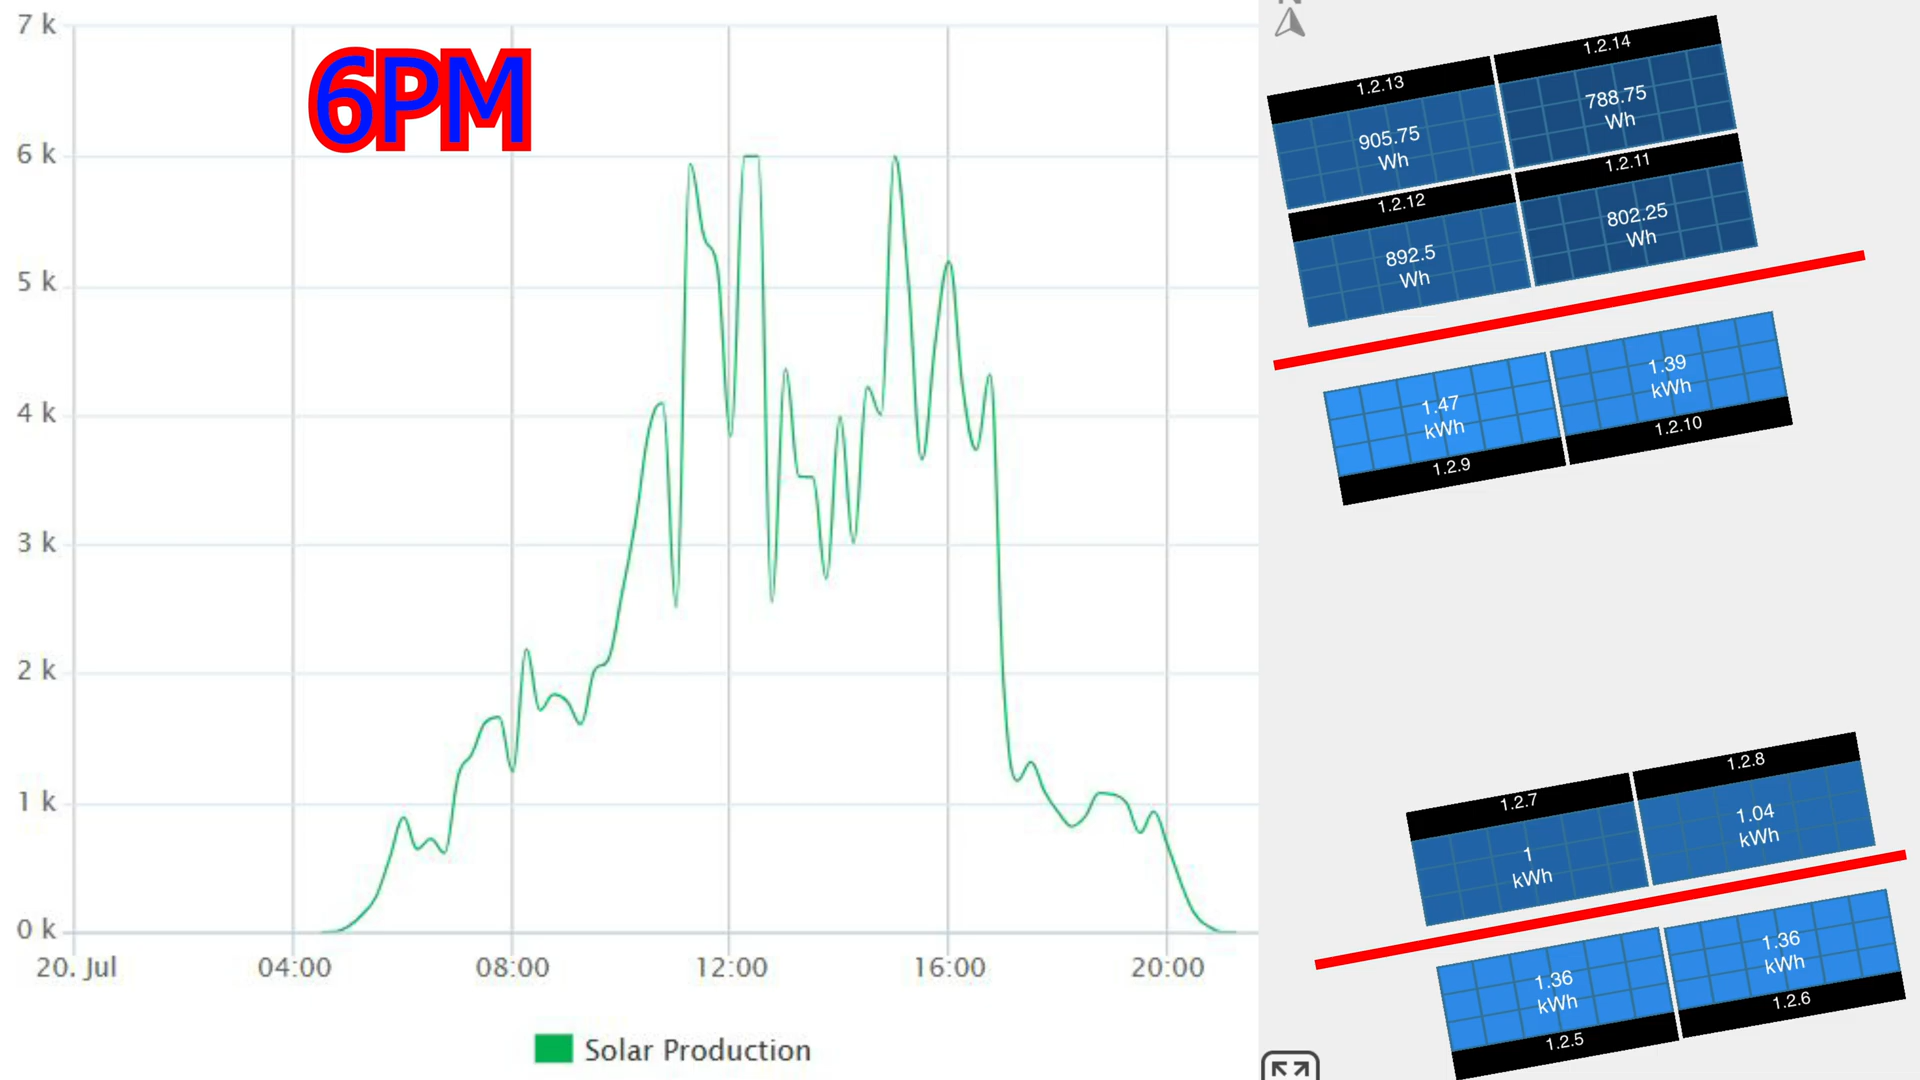 7 k
6 k
5 k
4 k
3 k
2 k
1 k
0 k
6PM
20. Jul
04:00
08:00
12:00
16:00
20:00
Solar Production
1.2.13
905.75
Wh
1.2.14
788.75
Wh
1.2.12
892.5
Wh
1.2.11
802.25
Wh
1.47
kWh
1.2.9
1.39
kWh
1.2.10
1.2.7
1
kWh
1.2.8
1.04
kWh
1.36
kWh
1.2.5
1.36
kWh
1.2.6